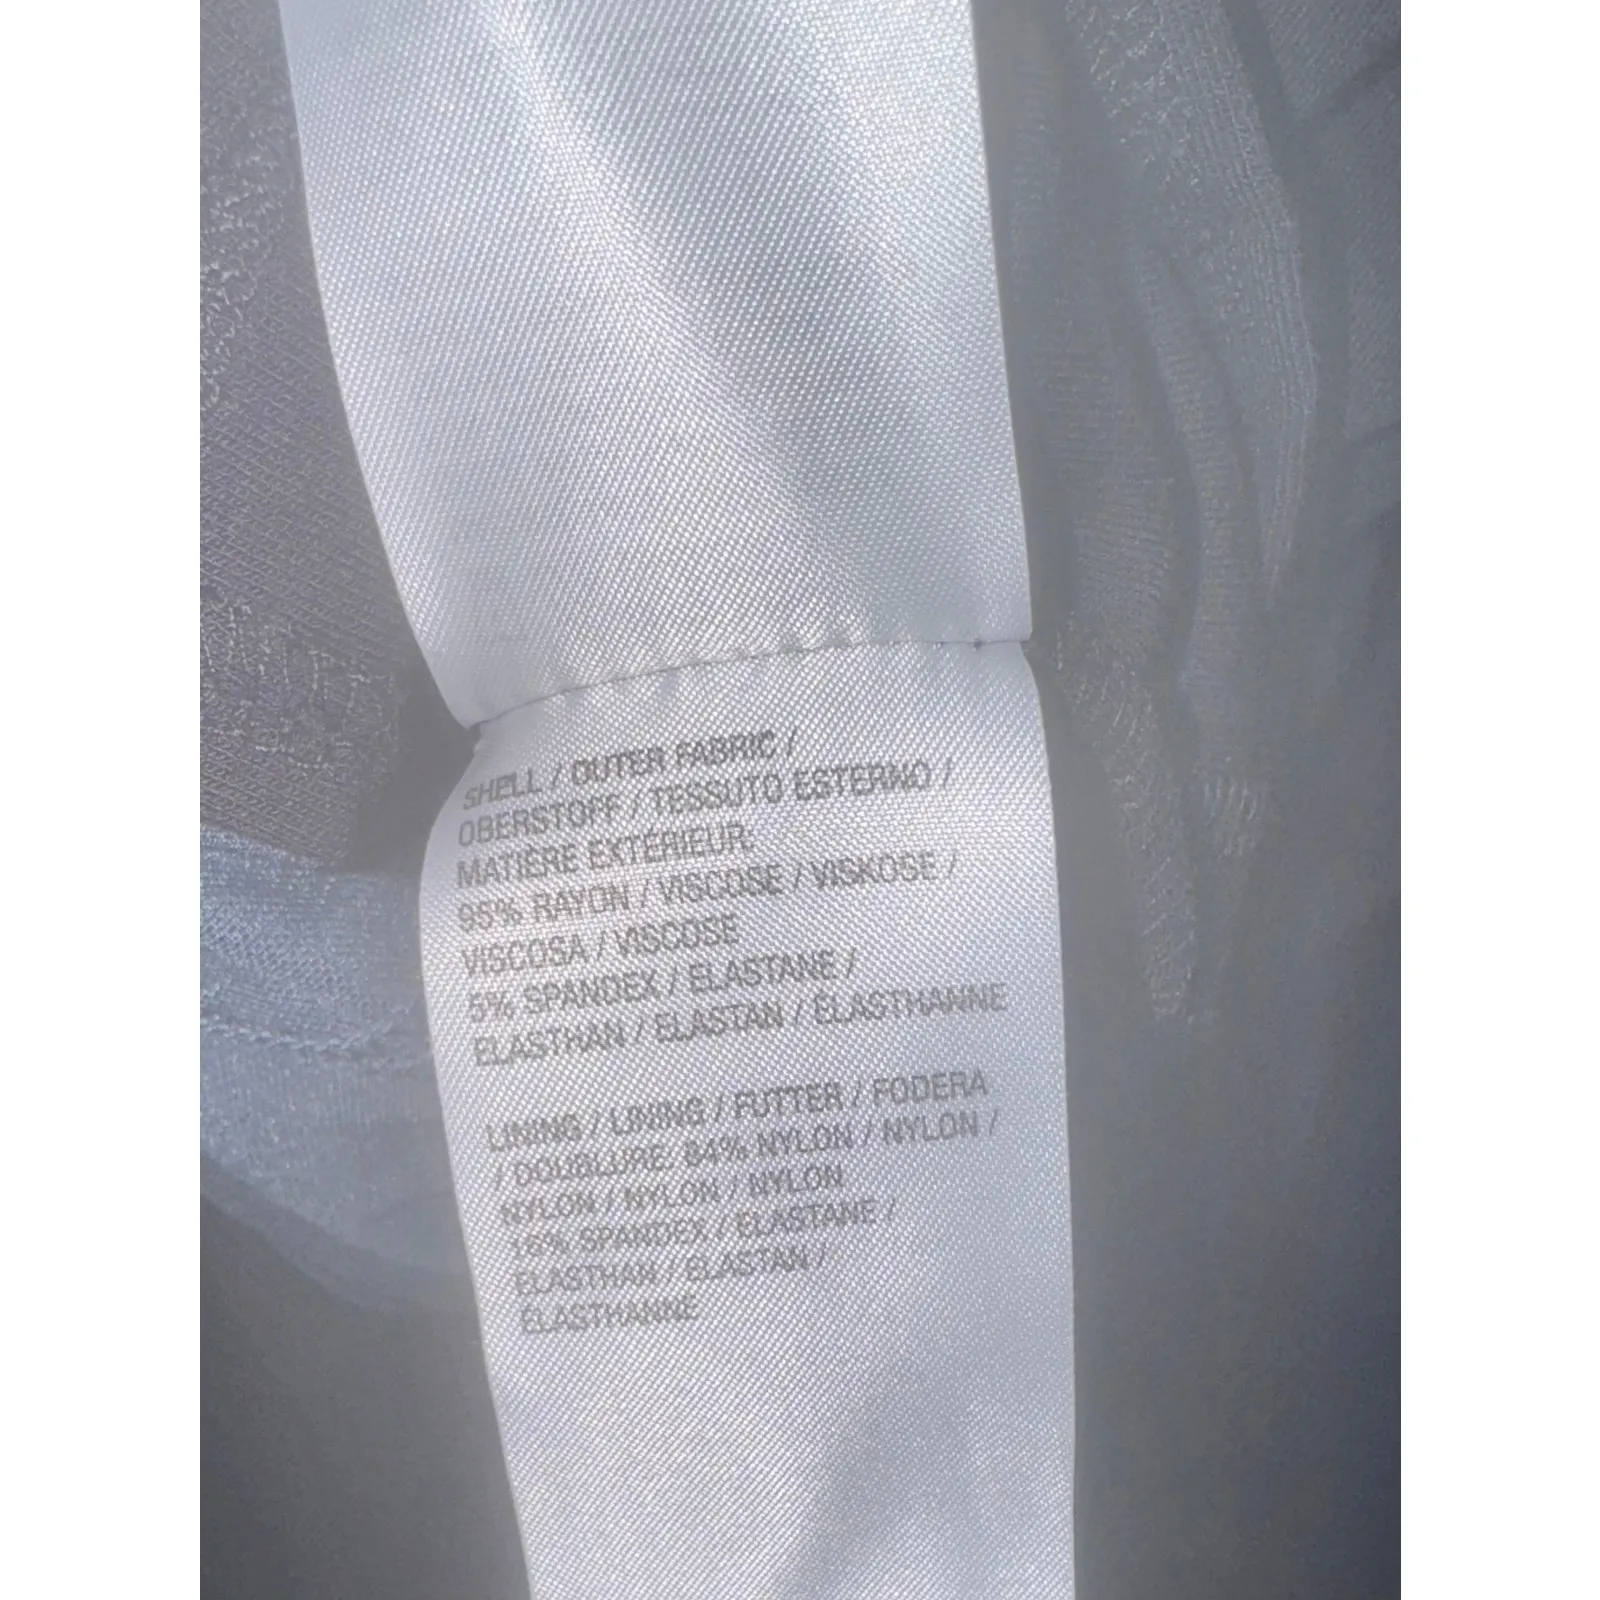 SHELL / OUTER FABRIC /
OBERSTOFF / TESSUTO ESTERNO /
MATIÈRE EXTÉRIEUR:
95% RAYON / VISCOSE / VISKOSE /
VISCOSA / VISCOSE
5% SPANDEX / ELASTANE /
ELASTHAN / ELASTAN / ÉLASTHANNE
LINING / LINING / FUTTER / FODERA
/ DOUBLURE: 84% NYLON / NYLON /
NYLON / NYLON / NYLON
16% SPANDEX / ELASTANE /
ELASTHAN / ELASTAN /
ÉLASTHANNE